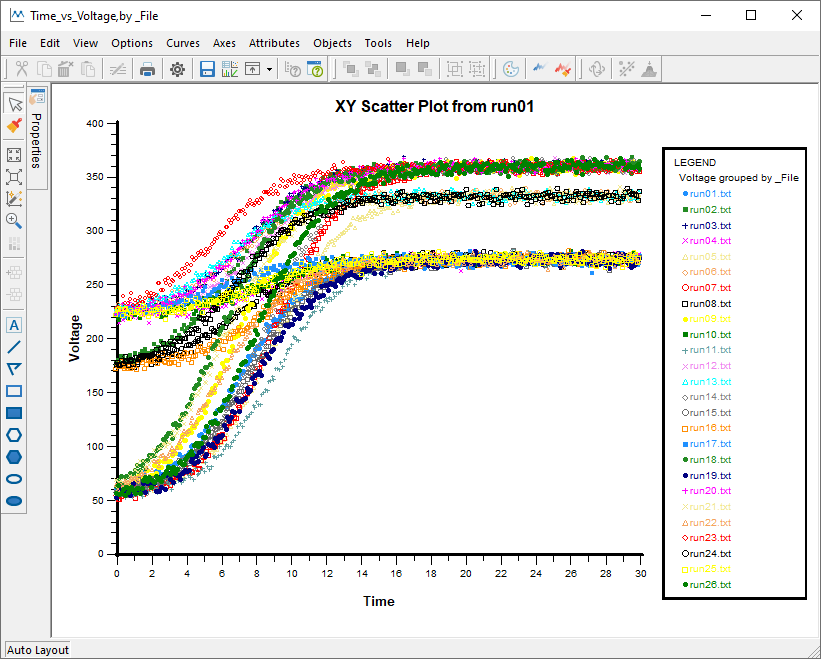 Time_vs_Voltage,by _File
File Edit View Options Curves Axes Attributes Objects Tools Help
Properties
A
XY Scatter Plot from run01
Voltage
400
350
300
250
200
150
100
50
0
0 2 4 6 8 10 12 14 16 18 20 22 24 26 28 30
Time
LEGEND
Voltage grouped by _File
run01.txt
run02.txt
run03.txt
run04.txt
run05.txt
run06.txt
run07.txt
run08.txt
run09.txt
run10.txt
run11.txt
run12.txt
run13.txt
run14.txt
run15.txt
run16.txt
run17.txt
run18.txt
run19.txt
run20.txt
run21.txt
run22.txt
run23.txt
run24.txt
run25.txt
run26.txt
Auto Layout